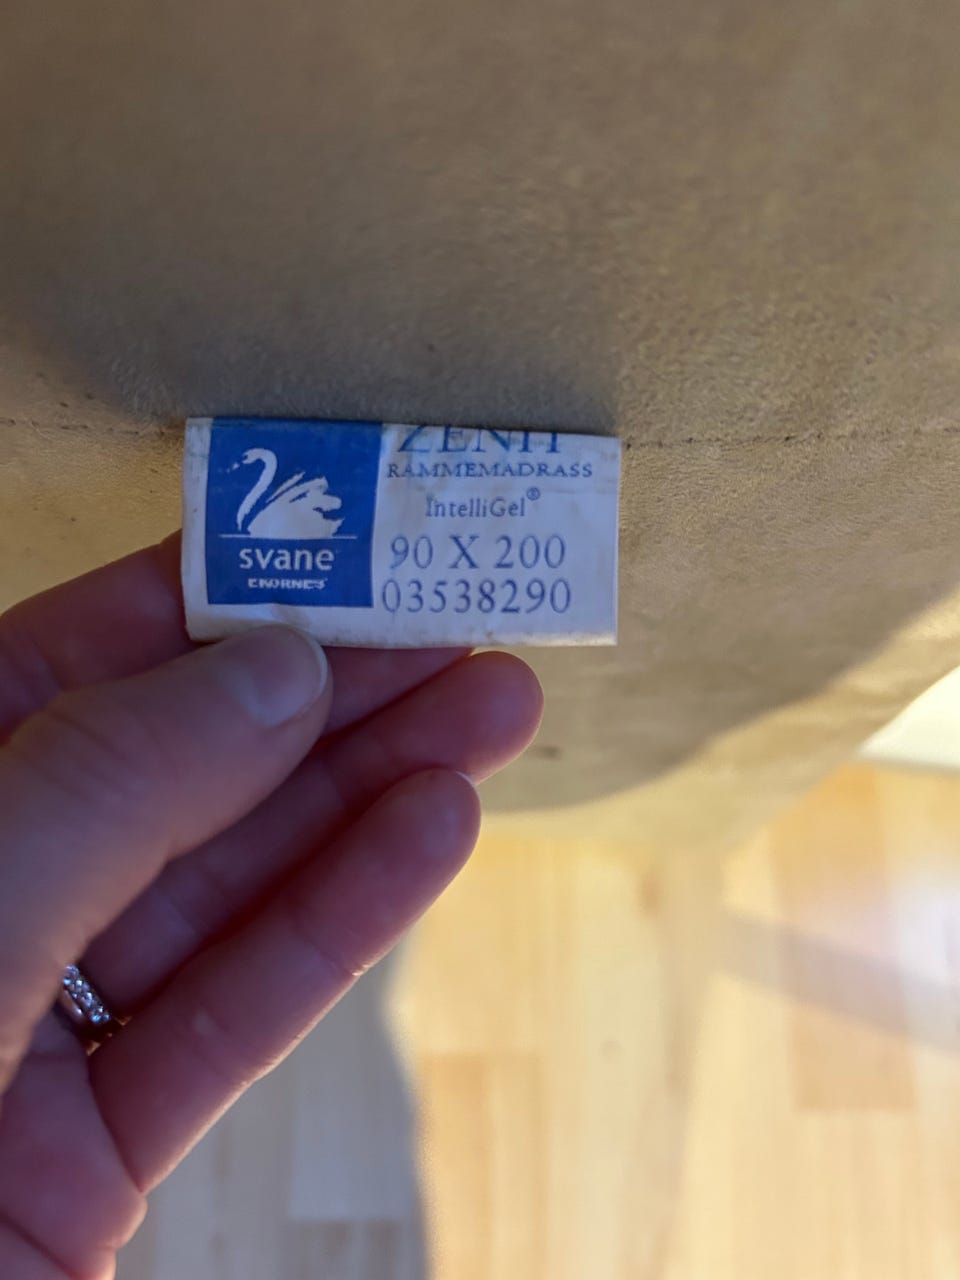 svane
EKORNES
ZENIT
RAMMEMADRASS
IntelliGel®
90 X 200
03538290